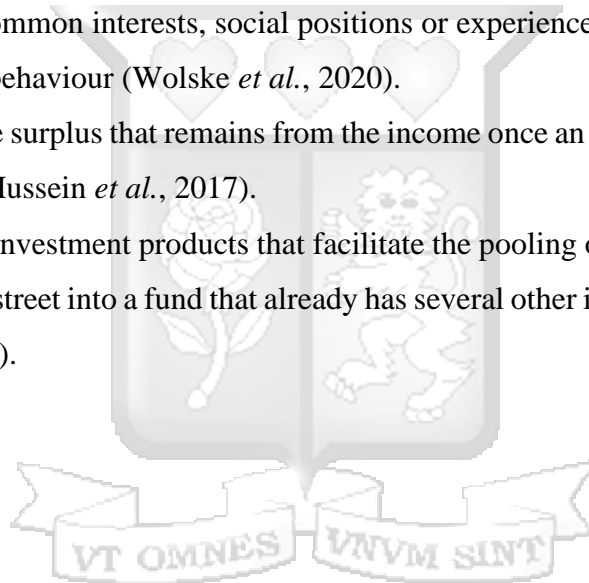 ommon interests, social positions or experience
behaviour (Wolske et al., 2020).
e surplus that remains from the income once an
Hussein et al., 2017).
investment products that facilitate the pooling o
street into a fund that already has several other i
).
VT OMNES VNVM SINT